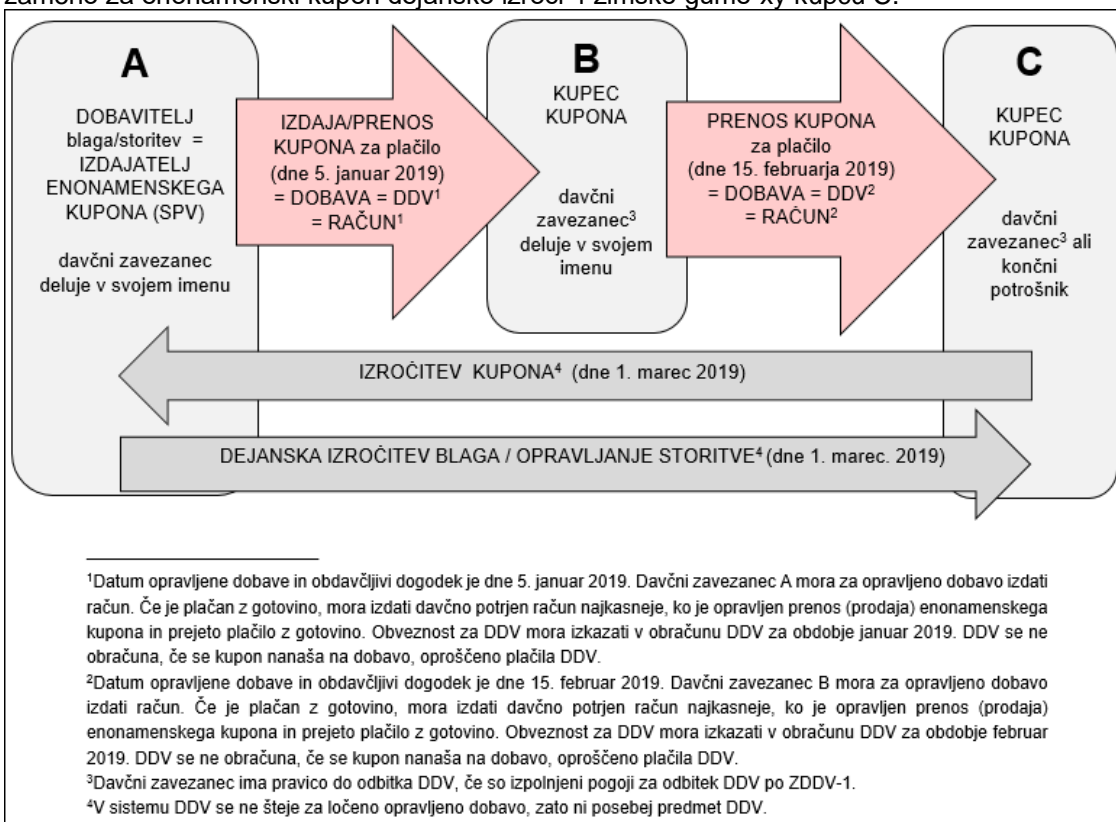 zameno za enonamenski kupon dejansko izroči 4 zimske gume xy kupcu C.
A
DOBAVITELJ
blaga/storitev =
IZDAJATELJ
ENONAMENSKEGA
KUPONA (SPV)
davčni zavezanec
deluje v svojem imenu
IZDAJA/PRENOS
KUPONA za plačilo
(dne 5. januar 2019)
= DOBAVA = DDV¹
= RAČUN¹
B
KUPEC
KUPONA
davčni
zavezanec³
deluje v svojem
imenu
PRENOS KUPONA
za plačilo
(dne 15. februarja 2019)
= DOBAVA = DDV²
= RAČUN²
C
KUPEC
KUPONA
davčni
zavezanec³ ali
končni
potrošnik
IZROČITEV KUPONA⁴ (dne 1. marec 2019)
DEJANSKA IZROČITEV BLAGA / OPRAVLJANJE STORITVE⁴ (dne 1. marec. 2019)
¹Datum opravljene dobave in obdavčljivi dogodek je dne 5. januar 2019. Davčni zavezanec A mora za opravljeno dobavo izdati
račun. Če je plačan z gotovino, mora izdati davčno potrjen račun najkasneje, ko je opravljen prenos (prodaja) enonamenskega
kupona in prejeto plačilo z gotovino. Obveznost za DDV mora izkazati v obračunu DDV za obdobje januar 2019. DDV se ne
obračuna, če se kupon nanaša na dobavo, oproščeno plačila DDV.
²Datum opravljene dobave in obdavčljivi dogodek je dne 15. februar 2019. Davčni zavezanec B mora za opravljeno dobavo
izdati račun. Če je plačan z gotovino, mora izdati davčno potrjen račun najkasneje, ko je opravljen prenos (prodaja)
enonamenskega kupona in prejeto plačilo z gotovino. Obveznost za DDV mora izkazati v obračunu DDV za obdobje februar
2019. DDV se ne obračuna, če se kupon nanaša na dobavo, oproščeno plačila DDV.
³Davčni zavezanec ima pravico do odbitka DDV, če so izpolnjeni pogoji za odbitek DDV po ZDDV-1.
⁴V sistemu DDV se ne šteje za ločeno opravljeno dobavo, zato ni posebej predmet DDV.